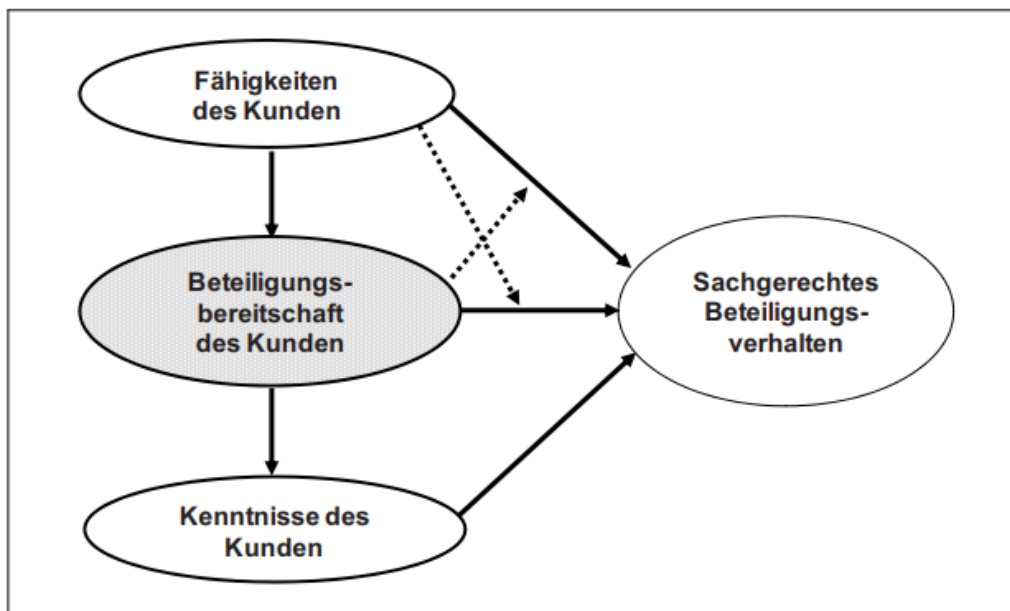 Fähigkeiten
des Kunden
Beteiligungs-
bereitschaft
des Kunden
Sachgerechtes
Beteiligungs-
verhalten
Kenntnisse des
Kunden